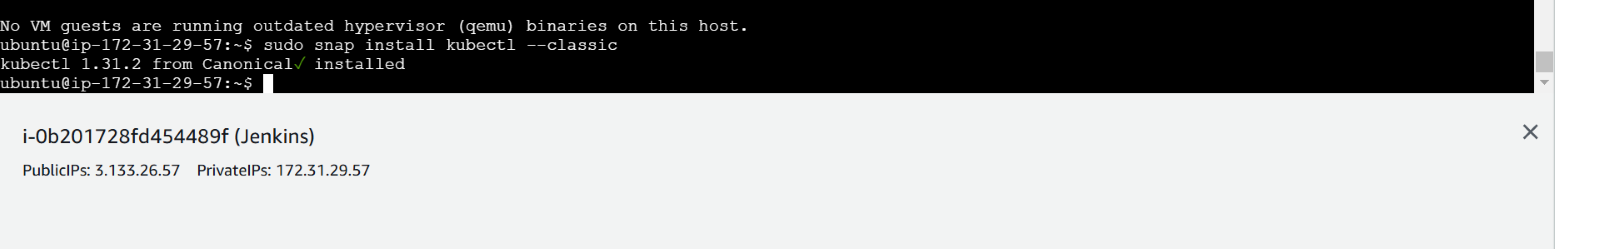 No VM guests are running outdated hypervisor (qemu) binaries on this host.
ubuntu@ip-172-31-29-57:~$ sudo snap install kubectl --classic
kubectl 1.31.2 from Canonical✓ installed
ubuntu@ip-172-31-29-57:~$
i-0b201728fd454489f (Jenkins)
PublicIPs: 3.133.26.57 PrivateIPs: 172.31.29.57